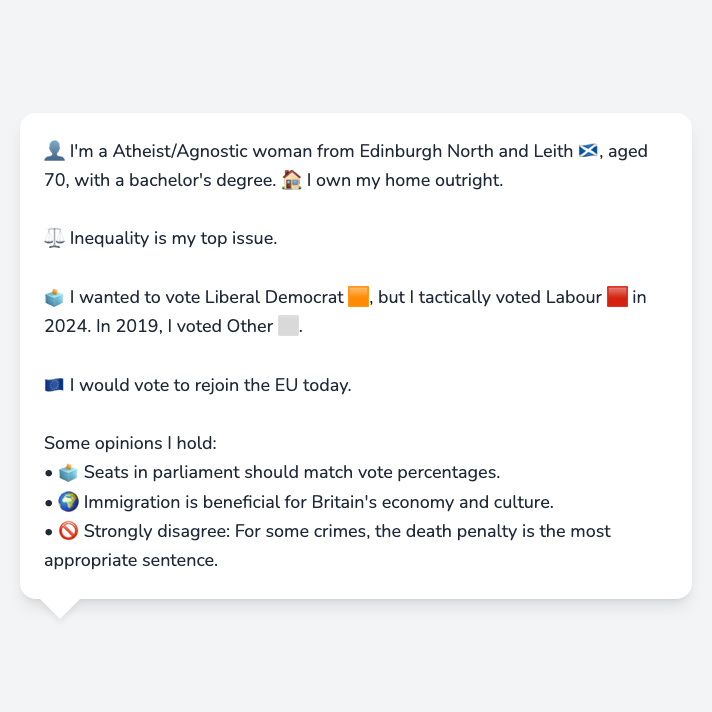 👤 I'm a Atheist/Agnostic woman from Edinburgh North and Leith 🏴󠁧󠁢󠁳󠁣󠁴󠁿, aged
70, with a bachelor's degree. 🏠 I own my home outright.
⚖️ Inequality is my top issue.
🗳️ I wanted to vote Liberal Democrat 🟧, but I tactically voted Labour 🟥 in
2024. In 2019, I voted Other ⬜.
🇪🇺 I would vote to rejoin the EU today.
Some opinions I hold:
• 🗳️ Seats in parliament should match vote percentages.
• 🌍 Immigration is beneficial for Britain's economy and culture.
• 🚫 Strongly disagree: For some crimes, the death penalty is the most
appropriate sentence.